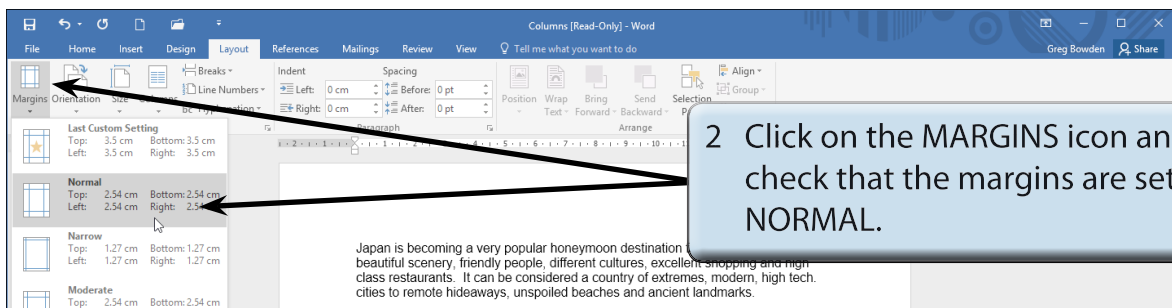 Columns [Read-Only] - Word
File Home Insert Design Layout References Mailings Review View Tell me what you want to do Greg Bowden Share
Breaks
Indent Spacing
Align
Line Numbers
Left: 0 cm Before: 0 pt
Group
Margins Orientation Size
Right: 0 cm After: 0 pt
Position Wrap Text Bring Forward Send Backward Selection
Arrange
Last Custom Setting
Top: 3.5 cm Bottom: 3.5 cm
Left: 3.5 cm Right: 3.5 cm
Normal
Top: 2.54 cm Bottom: 2.54 cm
Left: 2.54 cm Right:
Narrow
Top: 1.27 cm Bottom: 1.27 cm
Left: 1.27 cm Right: 1.27 cm
Moderate
Top: 2.54 cm Bottom: 2.54 cm
2 Click on the MARGINS icon an
check that the margins are set
NORMAL.
Japan is becoming a very popular honeymoon destination
beautiful scenery, friendly people, different cultures, excellent shopping and high
class restaurants. It can be considered a country of extremes, modern, high tech.
cities to remote hideaways, unspoiled beaches and ancient landmarks.